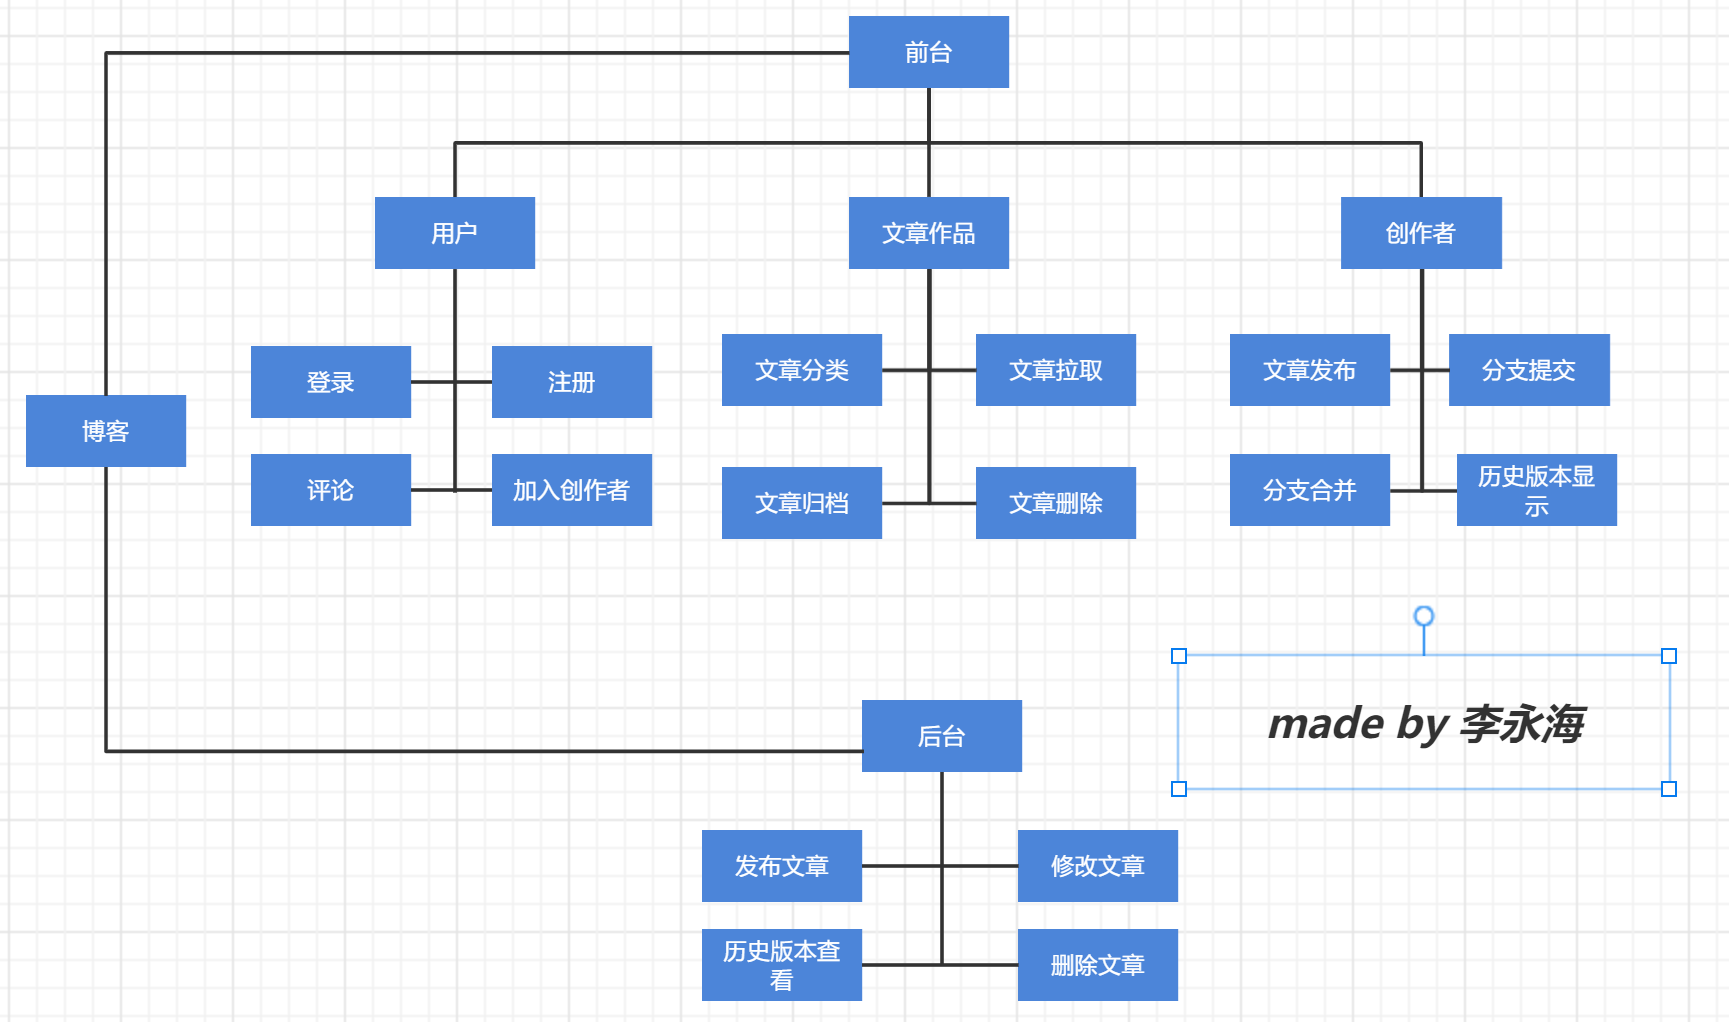 前台
用户
文章作品
创作者
登录
注册
评论
加入创作者
文章分类
文章拉取
文章归档
文章删除
文章发布
分支提交
分支合并
历史版本显
示
博客
后台
made by 李永海
发布文章
修改文章
历史版本查
看
删除文章